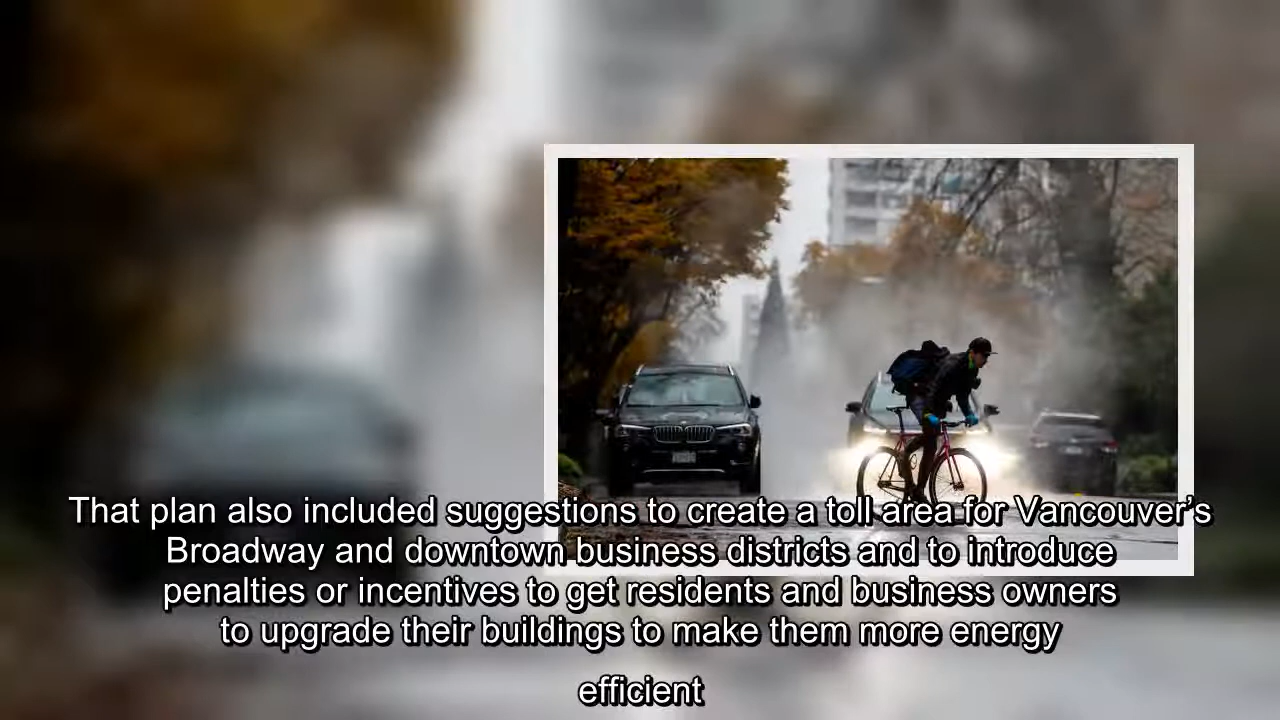 That plan also included suggestions to create a toll area for Vancouver’s
Broadway and downtown business districts and to introduce
penalties or incentives to get residents and business owners
to upgrade their buildings to make them more energy
efficient